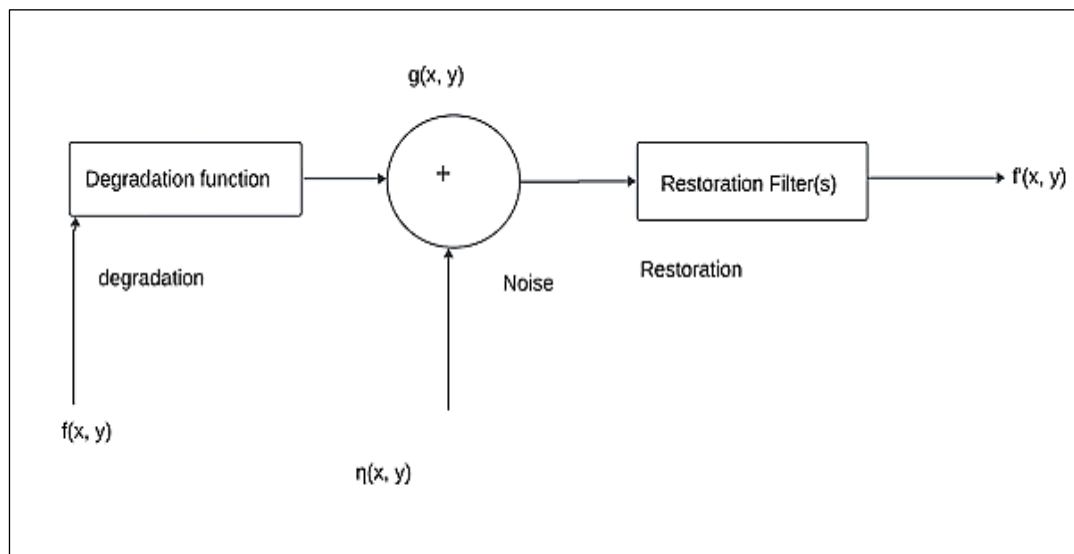 g(x, y)
Degradation function
+
Restoration Filter(s)
f'(x, y)
degradation
Noise
Restoration
f(x, y)
η(x, y)